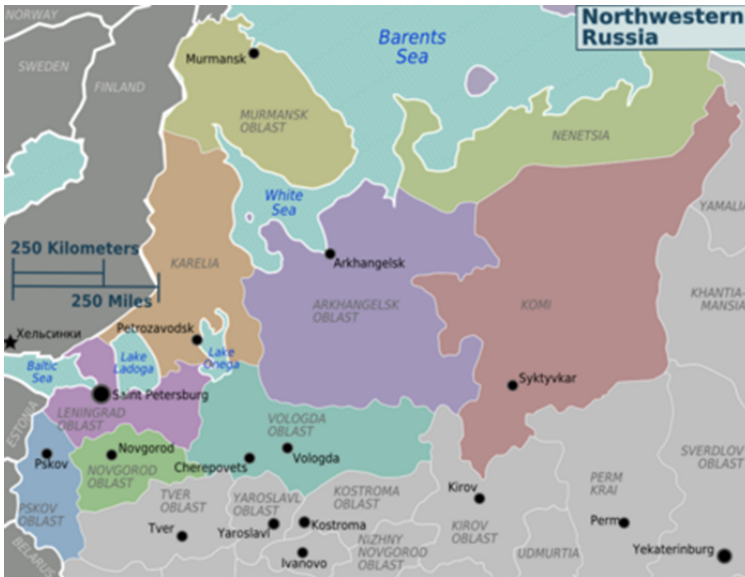 NORWAY
Northwestern
Russia
Barents
Sea
Murmansk
SWEDEN
FINLAND
MURMANSK
OBLAST
NENETSIA
White
Sea
YAMALIA
250 Kilometers
KARELIA
Arkhangelsk
250 Miles
ARKHANGELSK
OBLAST
KOMI
KHANTIA-
MANSIA
Petrozavodsk
Хельсинки
Lake
Ladoga
Lake
Onega
Baltic
Sea
Saint Petersburg
Syktyvkar
ESTONA
LENINGRAD
OBLAST
VOLOGDA
OBLAST
Novgorod
Pskov
Cherepovets
Vologda
NOVGOROD
OBLAST
SVERDLOV
OBLAST
PSKOV
OBLAST
TVER
OBLAST
YAROSLAVL
OBLAST
KOSTROMA
OBLAST
Kirov
PERM
KRAI
Tver
Yaroslavl
Kostroma
KIROV
OBLAST
Perm
NIZHNY
NOVGOROD
OBLAST
BELARUS
Ivanovo
UDMURTIA
Yekaterinburg